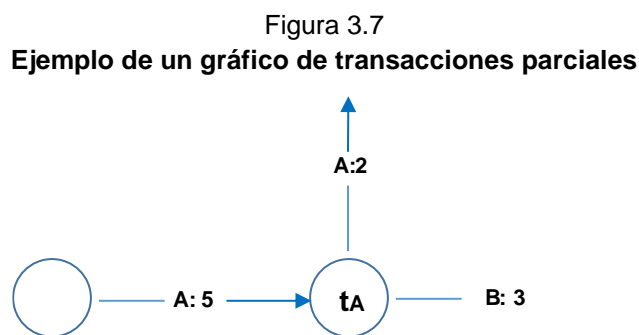 Figura 3.7
Ejemplo de un gráfico de transacciones parciales
A:2
A: 5
tA
B: 3